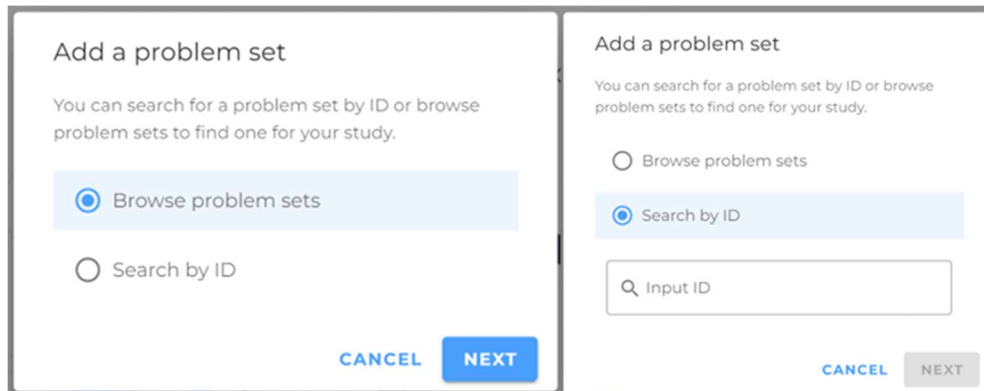 Add a problem set
You can search for a problem set by ID or browse
problem sets to find one for your study.
Browse problem sets
Search by ID
CANCEL NEXT
Add a problem set
You can search for a problem set by ID or browse
problem sets to find one for your study.
Browse problem sets
Search by ID
Input ID
CANCEL NEXT